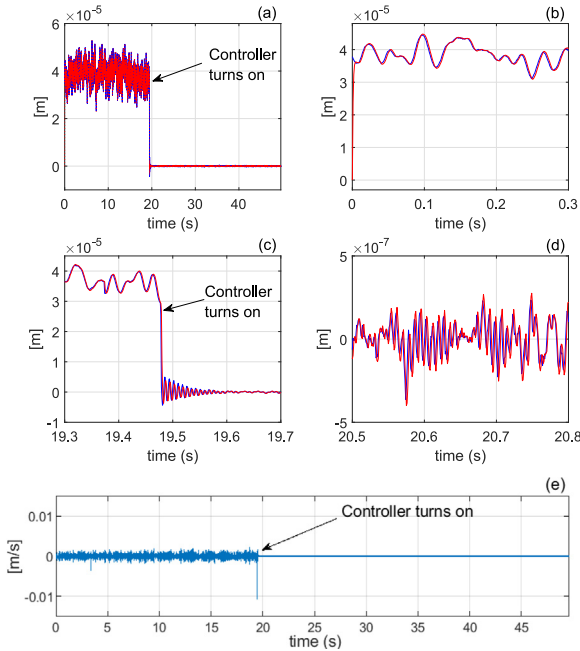 ×10⁻⁵ (a)
6
4
2
0
[m]
Controller
turns on
0 20 40
time (s)
×10⁻⁵ (b)
4
3
2
1
0
[m]
0 0.1 0.2 0.3
time (s)
×10⁻⁵ (c)
4
3
2
1
0
-1
[m]
Controller
turns on
19.3 19.4 19.5 19.6 19.7
time (s)
×10⁻⁷ (d)
5
0
-5
[m]
20.5 20.6 20.7 20.8
time (s)
(e)
0.01
0
-0.01
[m/s]
Controller turns on
0 5 10 15 20 25 30 35 40 45
time (s)